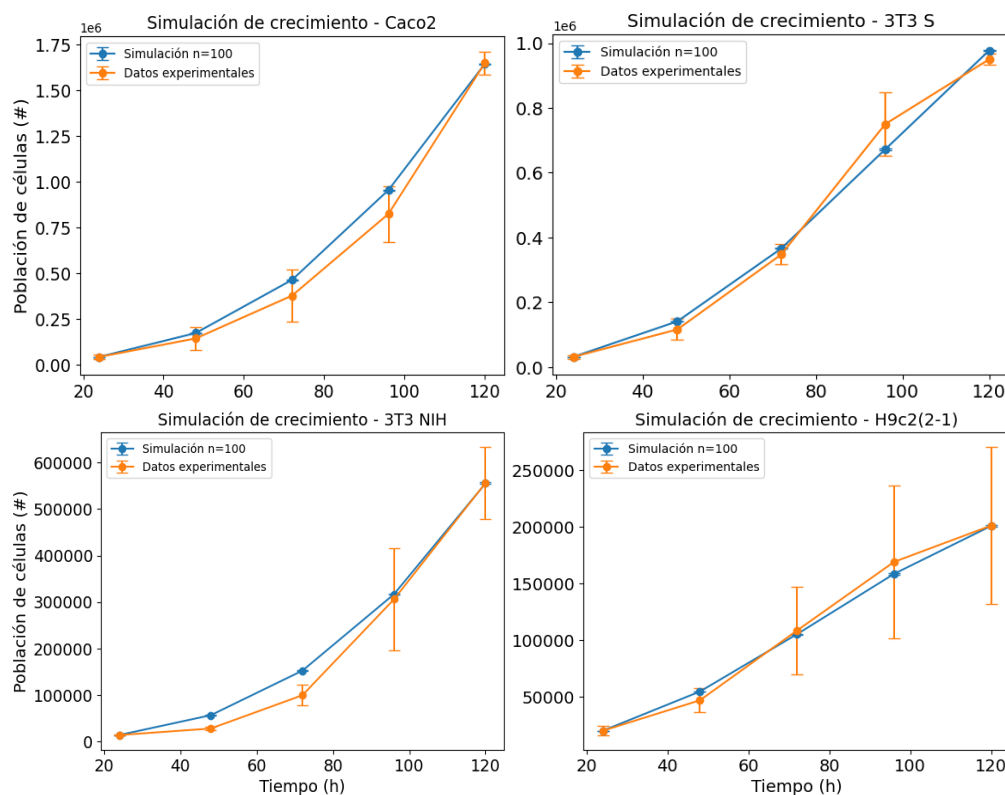 Simulación de crecimiento - Caco2
1e6
Simulación n=100
Datos experimentales
Población de células (#)
1.75
1.50
1.25
1.00
0.75
0.50
0.25
0.00
20 40 60 80 100 120
Simulación de crecimiento - 3T3 S
1e6
Simulación n=100
Datos experimentales
1.0
0.8
0.6
0.4
0.2
0.0
20 40 60 80 100 120
Simulación de crecimiento - 3T3 NIH
Simulación n=100
Datos experimentales
Población de células (#)
600000
500000
400000
300000
200000
100000
0
20 40 60 80 100 120
Tiempo (h)
Simulación de crecimiento - H9c2(2-1)
Simulación n=100
Datos experimentales
250000
200000
150000
100000
50000
20 40 60 80 100 120
Tiempo (h)